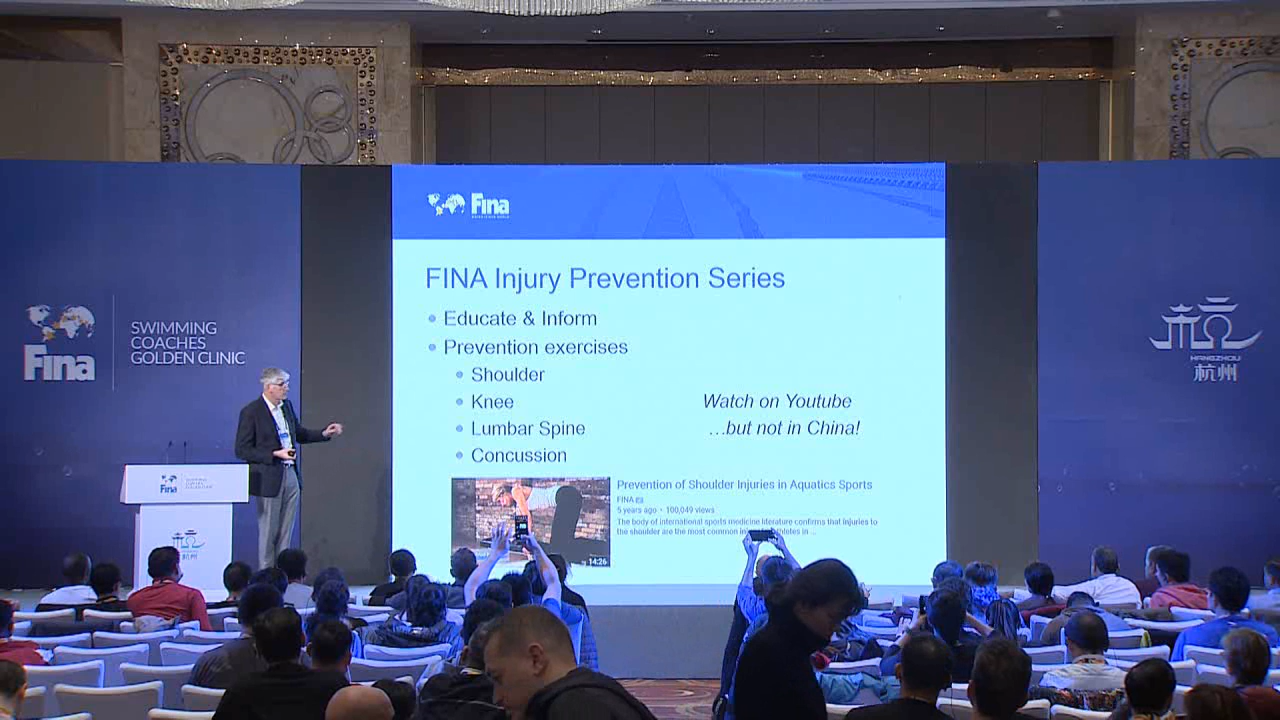 Fina
FINA Injury Prevention Series
Educate & Inform
Prevention exercises
Shoulder
Knee
Lumbar Spine
Concussion
Watch on Youtube
...but not in China!
Prevention of Shoulder Injuries in Aquatics Sports
FINA
5 years ago • 100,049 views
The body of international sports medicine literature confirms that injuries to
the shoulder are the most common in
14:26
Fina
SWIMMING
COACHES
GOLDEN CLINIC
HANGZHOU
杭州
Fina